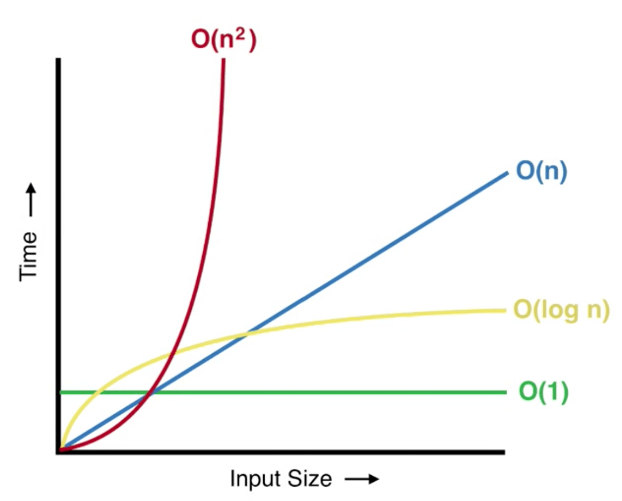 O(n²)
O(n)
O(log n)
O(1)
Time →
Input Size →